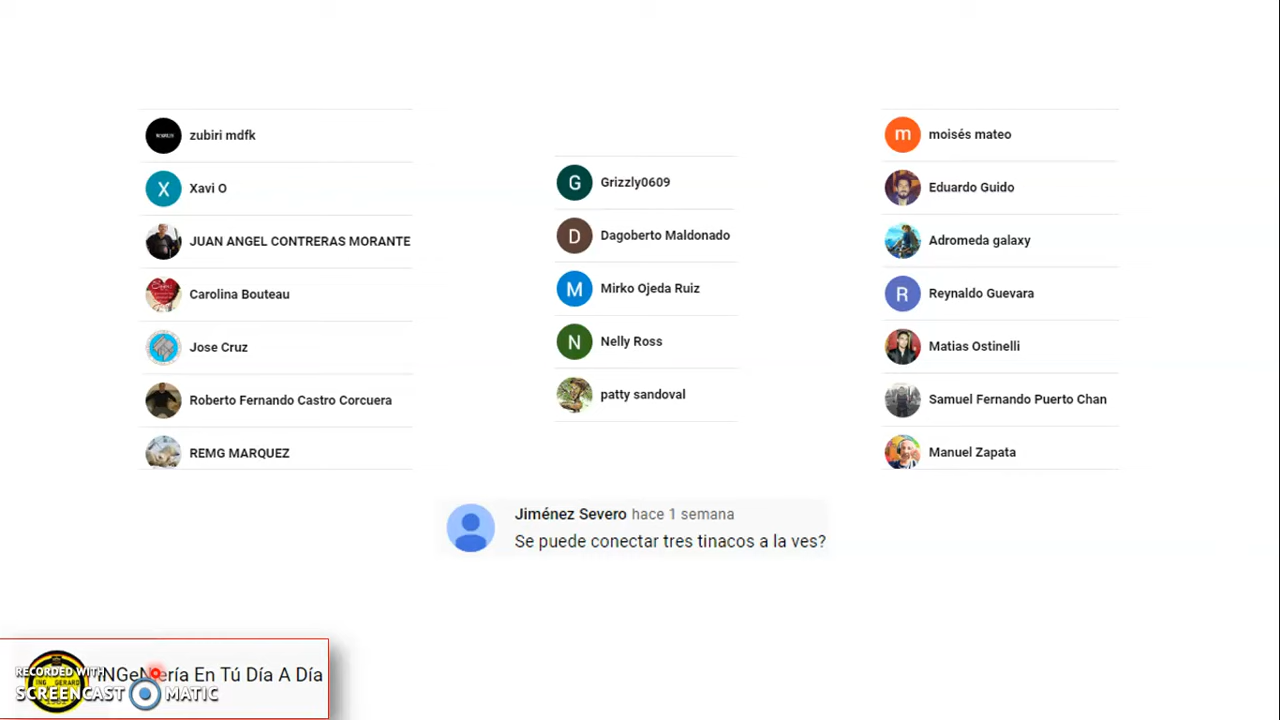 zubiri mdfk
X
Xavi O
JUAN ANGEL CONTRERAS MORANTE
Carolina Bouteau
Jose Cruz
Roberto Fernando Castro Corcuera
REMG MARQUEZ
G
Grizzly0609
D
Dagoberto Maldonado
M
Mirko Ojeda Ruiz
N
Nelly Ross
patty sandoval
m
moisés mateo
Eduardo Guido
Adromeda galaxy
R
Reynaldo Guevara
Matias Ostinelli
Samuel Fernando Puerto Chan
Manuel Zapata
Jiménez Severo hace 1 semana
Se puede conectar tres tinacos a la ves?
iNGeNiería En Tú Día A Día
RECORDED WITH
SCREENCAST MATIC